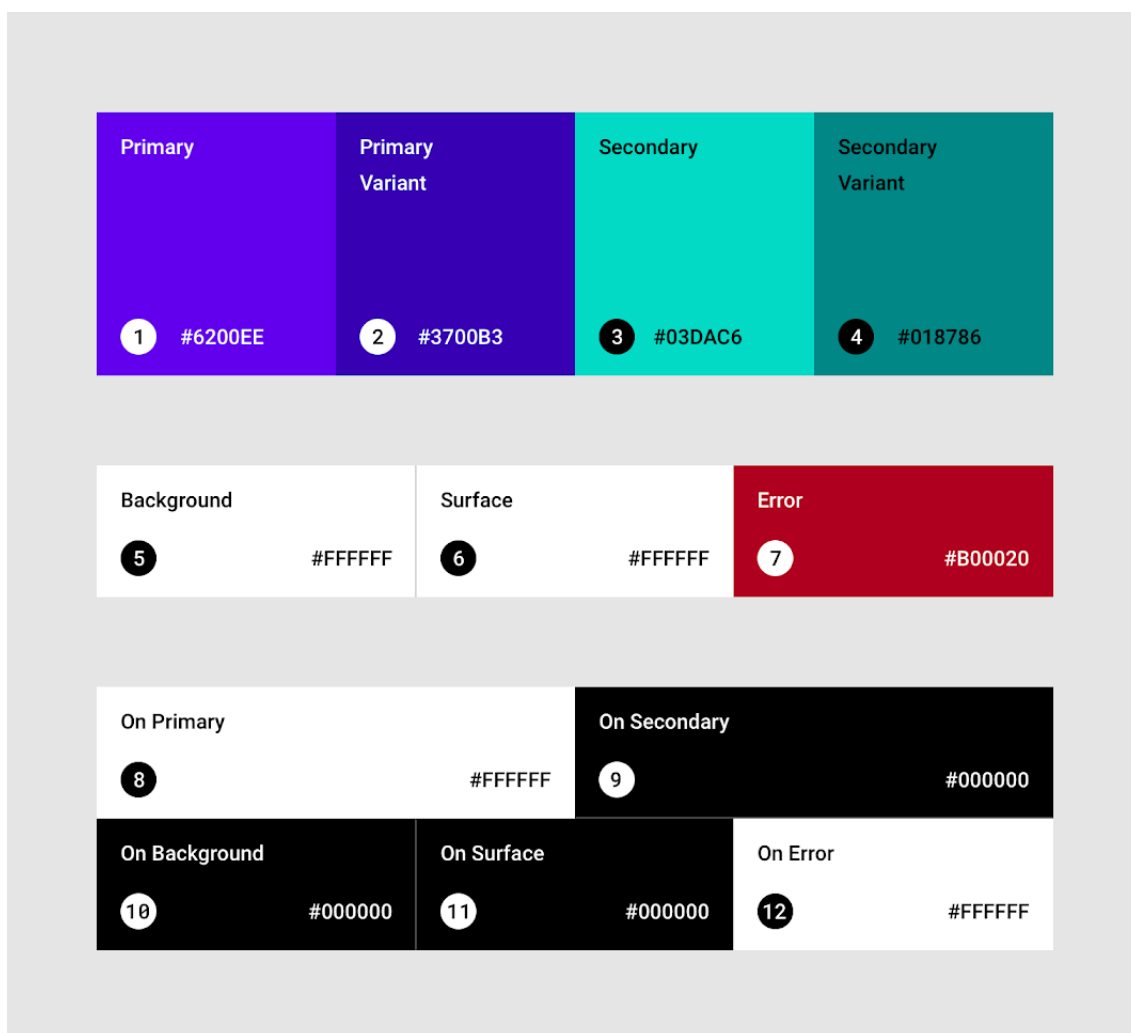 Primary
1 #6200EE
Primary
Variant
2 #3700B3
Secondary
3 #03DAC6
Secondary
Variant
4 #018786
Background
5 #FFFFFF
Surface
6 #FFFFFF
Error
7 #B00020
On Primary
8 #FFFFFF
On Secondary
9 #000000
On Background
10 #000000
On Surface
11 #000000
On Error
12 #FFFFFF